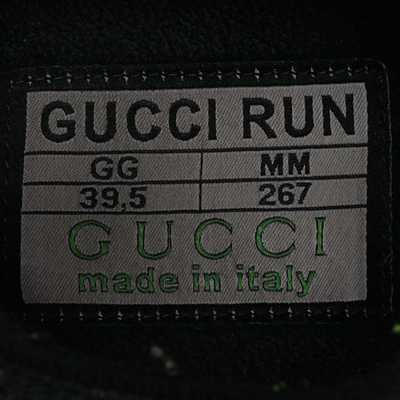 GUCCI RUN
GG MM
39,5 267
GUCCI
made in italy